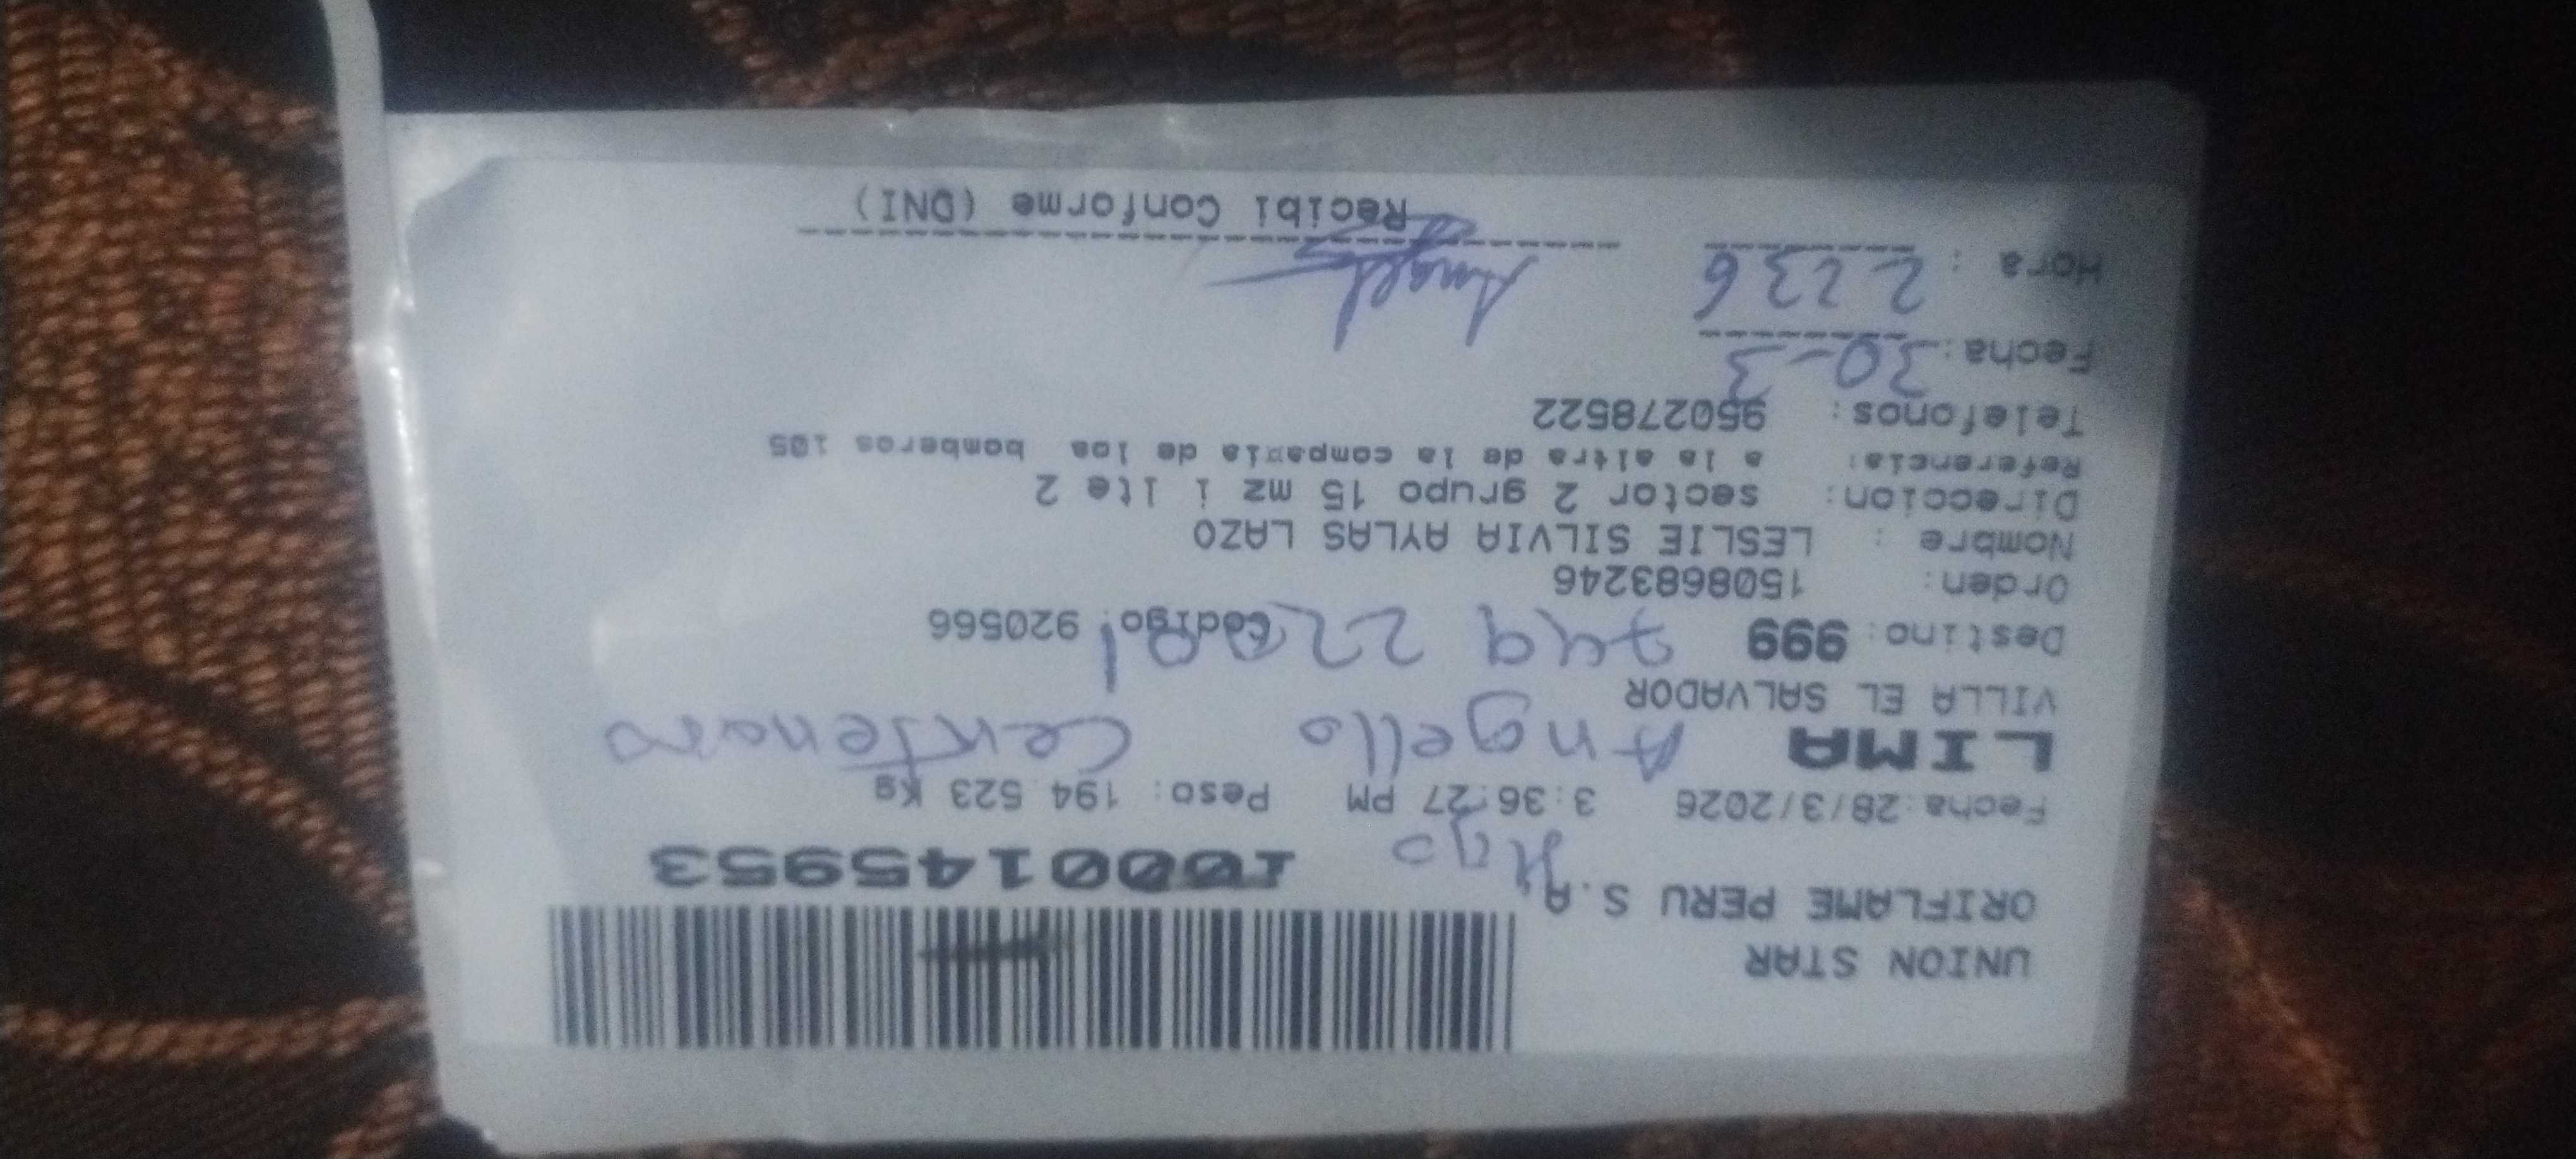 UNION STAR
ORIFLAME PERU S.A.
1000145953
Hijo
Fecha:28/3/2026 3:36:27 PM Peso: 194.523 Kg
LIMA Angello Centenaro
VILLA EL SALVADOR
Destino: 999 Codigo: 920566
Orden: 1508683246
Nombre : LESLIE SILVIA AYLAS LAZO
Direccion: sector 2 grupo 15 mz i lte 2
Referencia: a la altra de la compa¤ia de los bomberos 105
Telefonos: 950278522
Fecha: 30-3
Hora : 2236
Recibi Conforme (DNI)